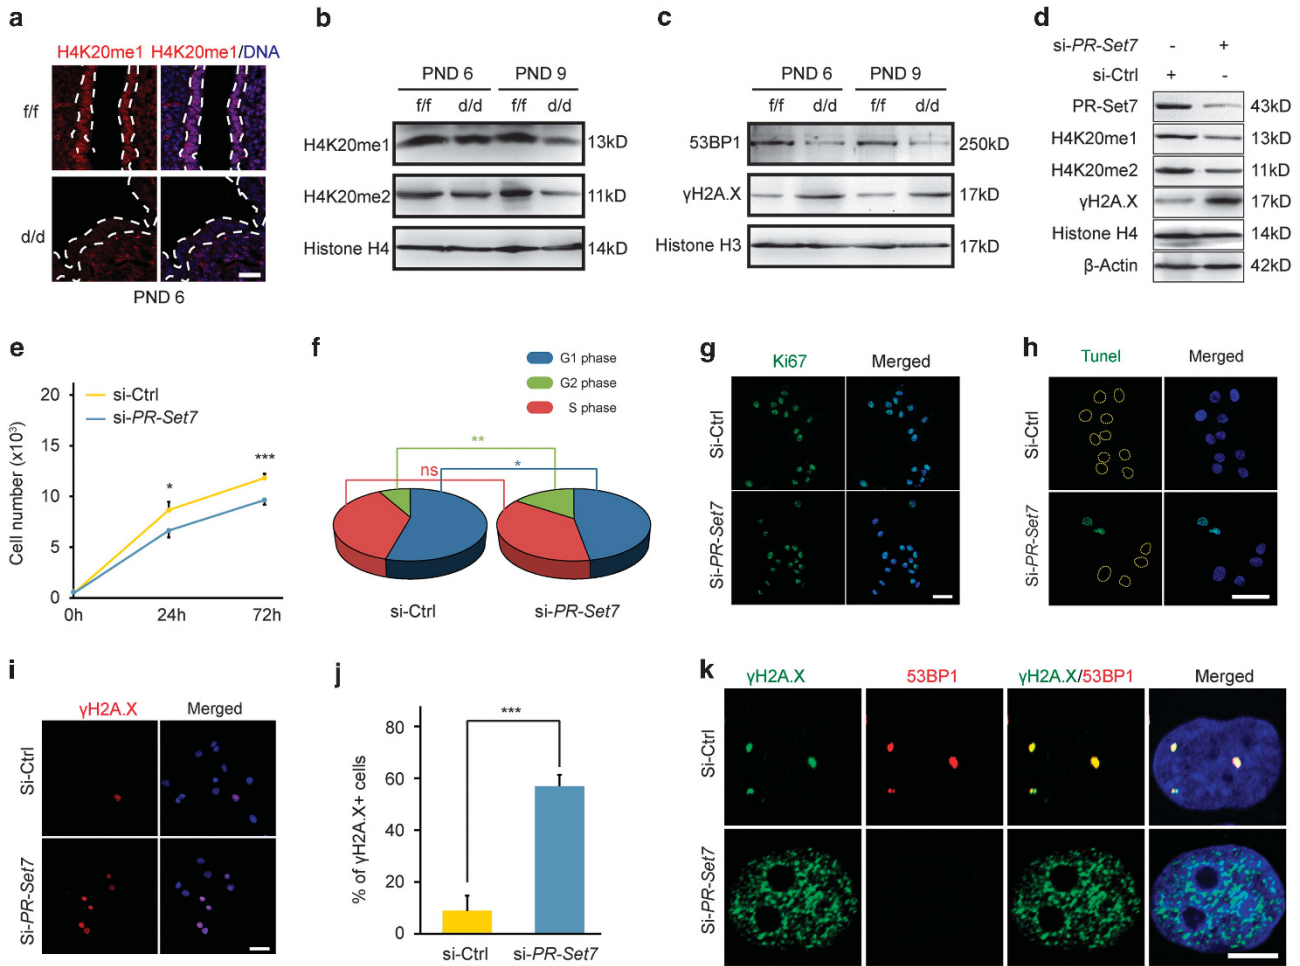 a
H4K20me1 H4K20me1/DNA
f/f
d/d
PND 6
b
PND 6 PND 9
f/f d/d f/f d/d
H4K20me1 13kD
H4K20me2 11kD
Histone H4 14kD
c
PND 6 PND 9
f/f d/d f/f d/d
53BP1 250kD
γH2A.X 17kD
Histone H3 17kD
d
si-PR-Set7 - +
si-Ctrl + -
PR-Set7 43kD
H4K20me1 13kD
H4K20me2 11kD
γH2A.X 17kD
Histone H4 14kD
β-Actin 42kD
e
Cell number (x10³)
20
15
10
5
0
si-Ctrl
si-PR-Set7
*
***
0h 24h 72h
f
G1 phase
G2 phase
S phase
**
ns *
si-Ctrl si-PR-Set7
g
Ki67 Merged
Si-Ctrl
Si-PR-Set7
h
Tunel Merged
Si-Ctrl
Si-PR-Set7
i
γH2A.X Merged
Si-Ctrl
Si-PR-Set7
j
% of γH2A.X+ cells
80
60
40
20
0
***
si-Ctrl si-PR-Set7
k
γH2A.X 53BP1 γH2A.X/53BP1 Merged
Si-Ctrl
Si-PR-Set7